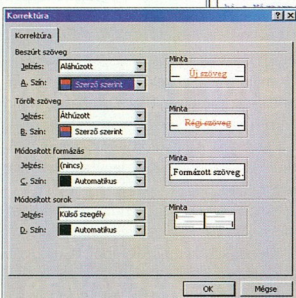 Korrektúra
Korrektúra
Beszúrt szöveg
Jelzés: Aláhúzott
A. Szín: Szerző szerint
Minta
Új szöveg
Törölt szöveg
Jelzés: Áthúzott
B. Szín: Szerző szerint
Minta
Régi szöveg
Módosított formázás
Jelzés: (nincs)
C. Szín: Automatikus
Minta
Formázott szöveg
Módosított sorok
Jelzés: Külső szegély
D. Szín: Automatikus
Minta
OK Mégse